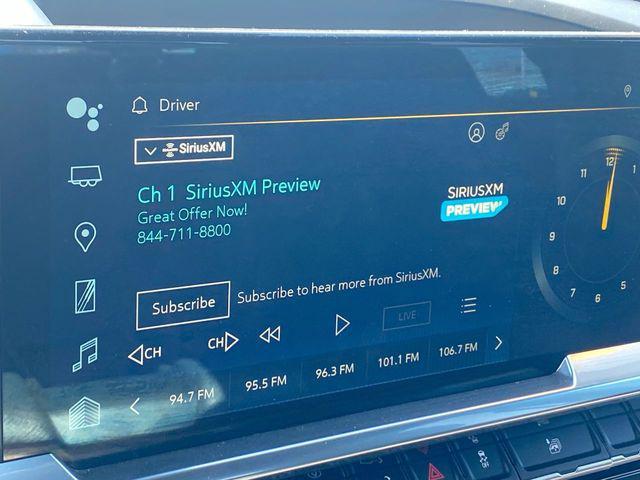 Driver
SiriusXM
Ch 1 SiriusXM Preview
Great Offer Now!
844-711-8800
SIRIUSXM
PREVIEW
Subscribe
Subscribe to hear more from SiriusXM.
CH
CH
LIVE
94.7 FM
95.5 FM
96.3 FM
101.1 FM
106.7 FM
12
1
11
10
9
8
7
6
5